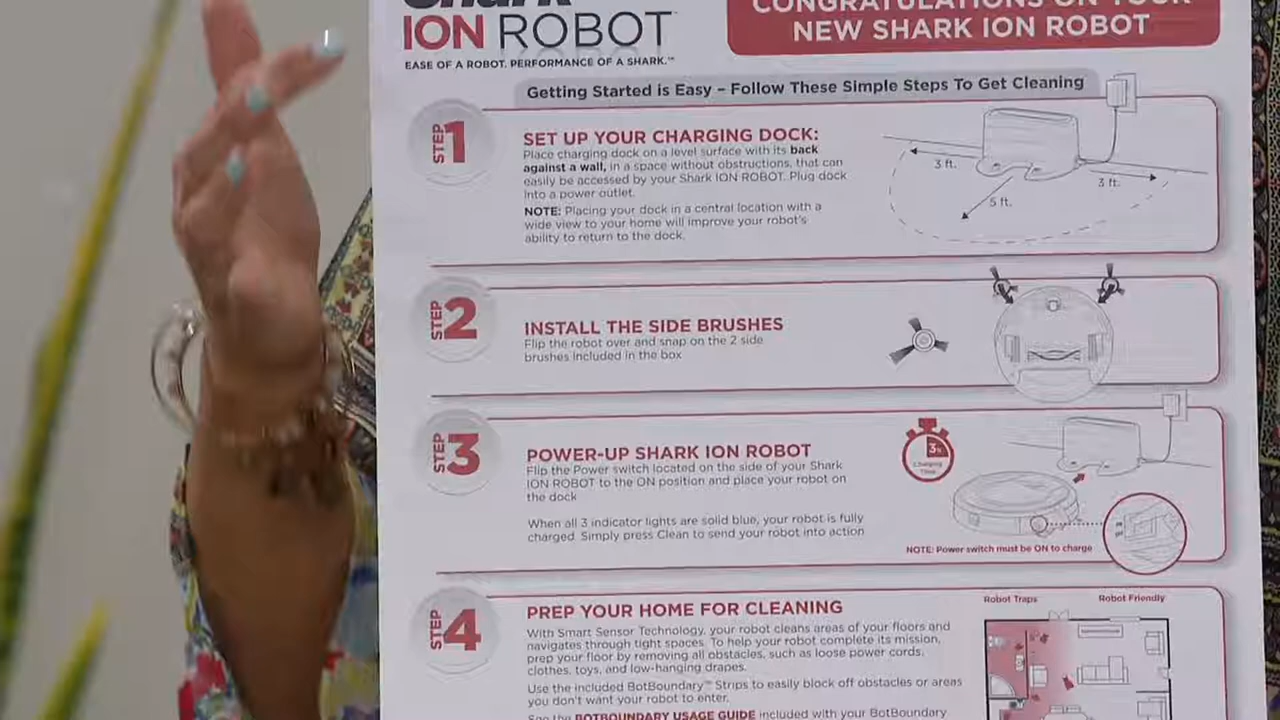 Shark
ION ROBOT
EASE OF A ROBOT. PERFORMANCE OF A SHARK.™
CONGRATULATIONS ON YOUR
NEW SHARK ION ROBOT
Getting Started is Easy – Follow These Simple Steps To Get Cleaning
STEP 1
SET UP YOUR CHARGING DOCK:
Place charging dock on a level surface with its back
against a wall, in a space without obstructions, that can
easily be accessed by your Shark ION ROBOT. Plug dock
into a power outlet.
NOTE: Placing your dock in a central location with a
wide view to your home will improve your robot's
ability to return to the dock.
3 ft.
3 ft.
5 ft.
STEP 2
INSTALL THE SIDE BRUSHES
Flip the robot over and snap on the 2 side
brushes included in the box
STEP 3
POWER-UP SHARK ION ROBOT
Flip the Power switch located on the side of your Shark
ION ROBOT to the ON position and place your robot on
the dock
When all 3 indicator lights are solid blue, your robot is fully
charged. Simply press Clean to send your robot into action
Charging
Time
NOTE: Power switch must be ON to charge
STEP 4
PREP YOUR HOME FOR CLEANING
With Smart Sensor Technology, your robot cleans areas of your floors and
navigates through tight spaces. To help your robot complete its mission,
prep your floor by removing all obstacles, such as loose power cords,
clothes, toys, and low-hanging drapes.
Use the included BotBoundary™ Strips to easily block off obstacles or areas
you don't want your robot to enter.
See the BOTBOUNDARY USAGE GUIDE included with your BotBoundary
Robot Traps
Robot Friendly